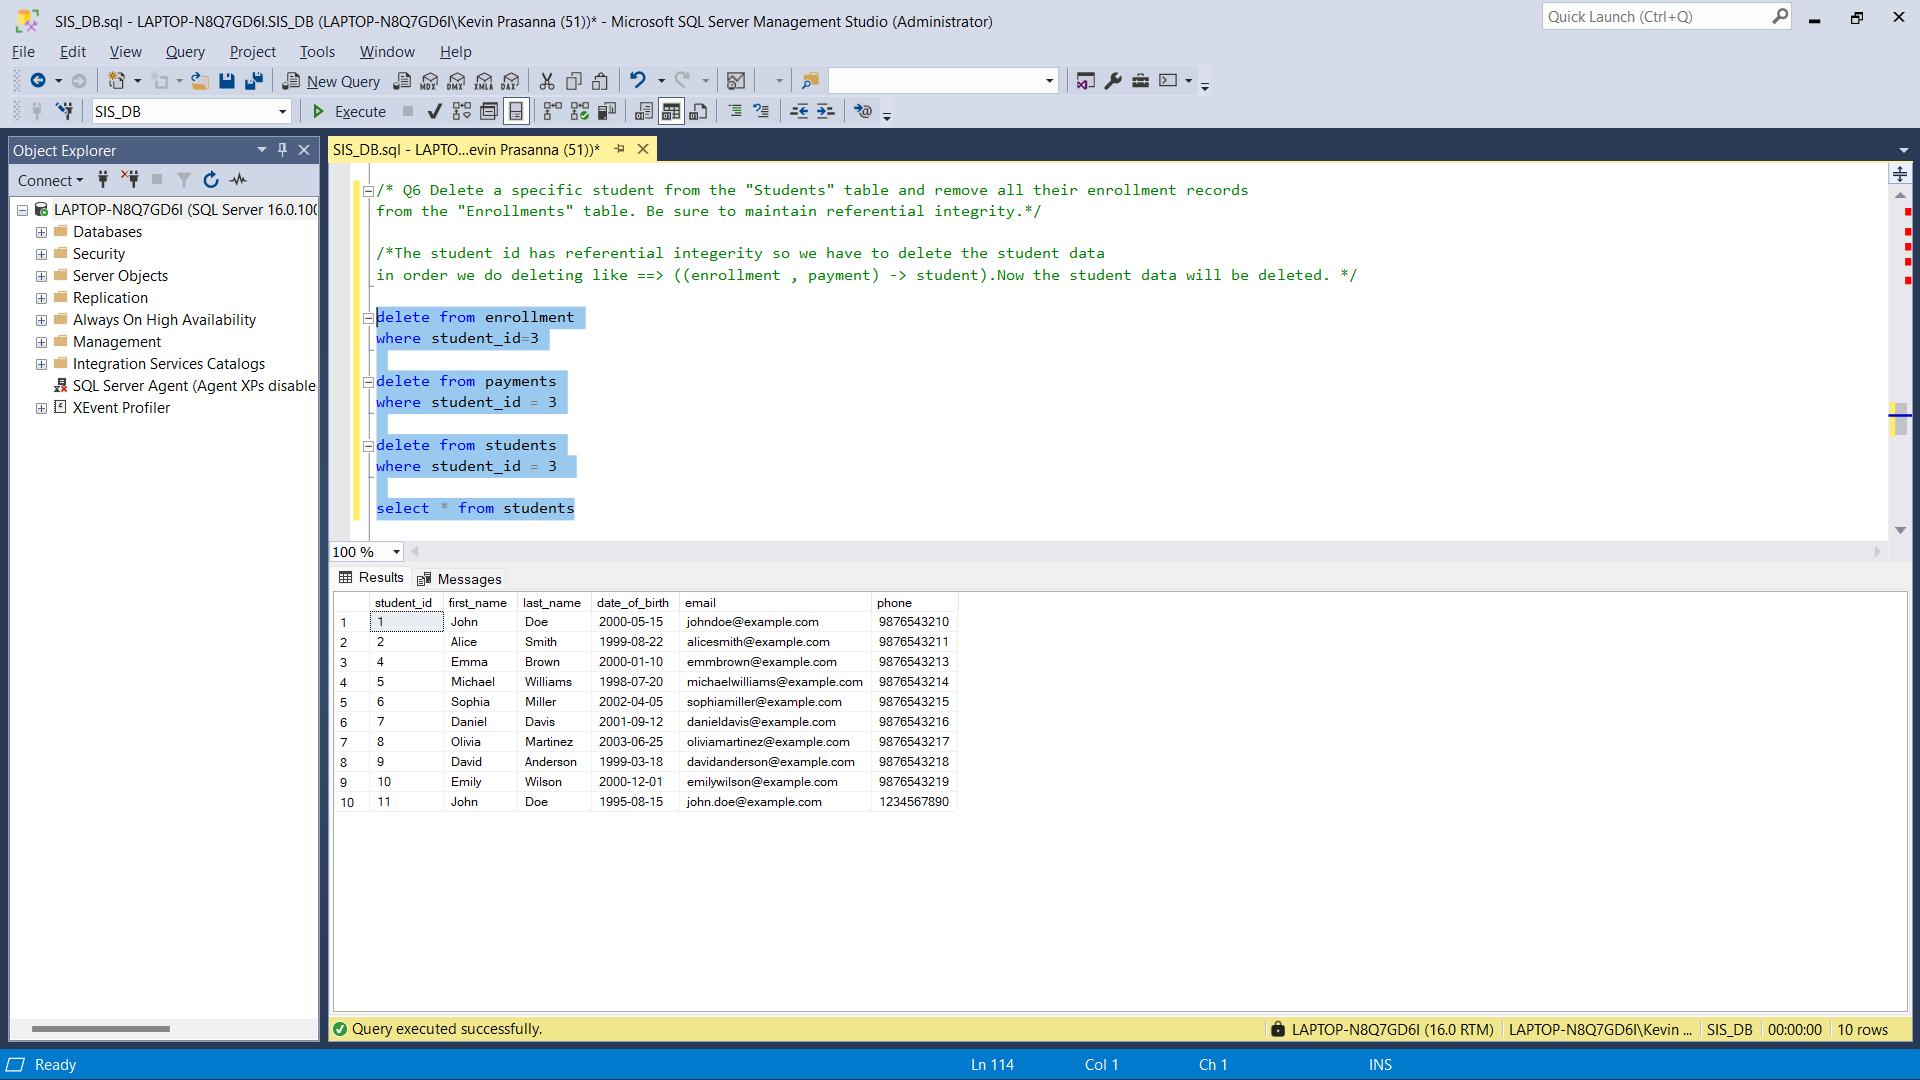 SIS_DB.sql - LAPTOP-N8Q7GD6I.SIS_DB (LAPTOP-N8Q7GD6I\Kevin Prasanna (51))* - Microsoft SQL Server Management Studio (Administrator)
Quick Launch (Ctrl+Q)
File Edit View Query Project Tools Window Help
New Query MDX DMX XMLA DAX
SIS_DB Execute
Object Explorer
SIS_DB.sql - LAPTO...evin Prasanna (51))*
Connect
LAPTOP-N8Q7GD6I (SQL Server 16.0.100
Databases
Security
Server Objects
Replication
Always On High Availability
Management
Integration Services Catalogs
SQL Server Agent (Agent XPs disable
XEvent Profiler
/* Q6 Delete a specific student from the "Students" table and remove all their enrollment records
from the "Enrollments" table. Be sure to maintain referential integrity.*/
/*The student id has referential integerity so we have to delete the student data
in order we do deleting like ==> ((enrollment , payment) -> student).Now the student data will be deleted. */
delete from enrollment
where student_id=3
delete from payments
where student_id = 3
delete from students
where student_id = 3
select * from students
100 %
Results Messages
student_id first_name last_name date_of_birth email phone
1 1 John Doe 2000-05-15 johndoe@example.com 9876543210
2 2 Alice Smith 1999-08-22 alicesmith@example.com 9876543211
3 4 Emma Brown 2000-01-10 emmbrown@example.com 9876543213
4 5 Michael Williams 1998-07-20 michaelwilliams@example.com 9876543214
5 6 Sophia Miller 2002-04-05 sophiamiller@example.com 9876543215
6 7 Daniel Davis 2001-09-12 danieldavis@example.com 9876543216
7 8 Olivia Martinez 2003-06-25 oliviamartinez@example.com 9876543217
8 9 David Anderson 1999-03-18 davidanderson@example.com 9876543218
9 10 Emily Wilson 2000-12-01 emilywilson@example.com 9876543219
10 11 John Doe 1995-08-15 john.doe@example.com 1234567890
Query executed successfully. LAPTOP-N8Q7GD6I (16.0 RTM) LAPTOP-N8Q7GD6I\Kevin ... SIS_DB 00:00:00 10 rows
Ready Ln 114 Col 1 Ch 1 INS